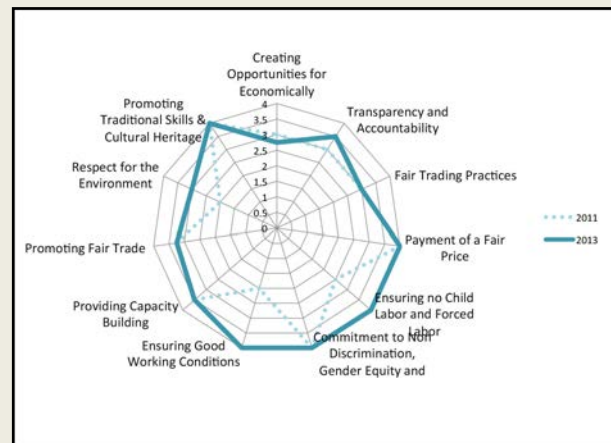 Creating
Opportunities for
Economically
4
3.5
3
2.5
2
1.5
1
0.5
0
Transparency and
Accountability
Fair Trading Practices
Payment of a Fair
Price
Ensuring no Child
Labor and Forced
Labor
Commitment to Non
Discrimination,
Gender Equity and
Ensuring Good
Working Conditions
Providing Capacity
Building
Promoting Fair Trade
Respect for the
Environment
Promoting
Traditional Skills &
Cultural Heritage
2011
2013